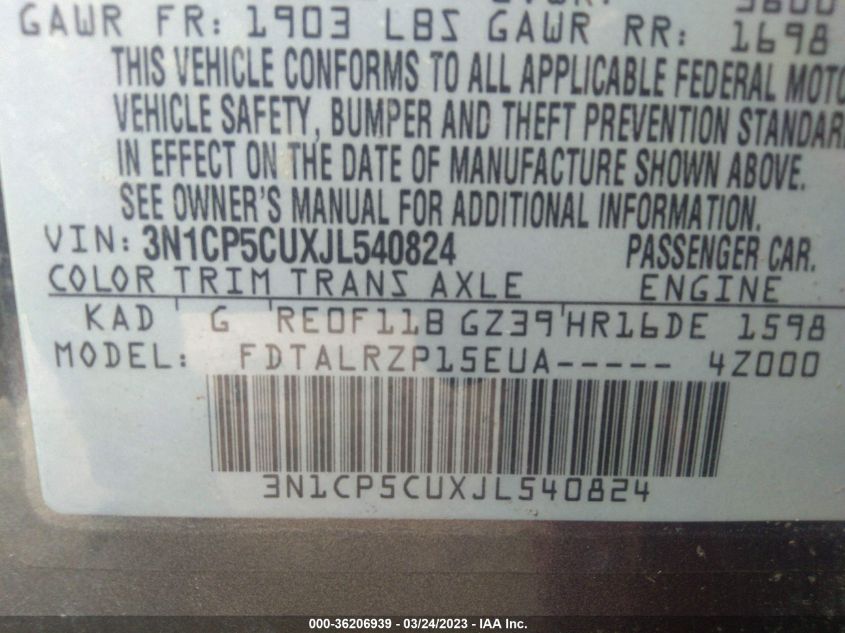 GAWR FR: 1903 LBS GAWR RR: 1698
THIS VEHICLE CONFORMS TO ALL APPLICABLE FEDERAL MOTO
VEHICLE SAFETY, BUMPER AND THEFT PREVENTION STANDAR
IN EFFECT ON THE DATE OF MANUFACTURE SHOWN ABOVE.
SEE OWNER'S MANUAL FOR ADDITIONAL INFORMATION.
VIN: 3N1CP5CUXJL540824 PASSENGER CAR.
COLOR TRIM TRANS AXLE ENGINE
KAD G RE0F11B GZ39 HR16DE 1598
MODEL: FDTALRZP15EUA----- 4Z000
3N1CP5CUXJL540824
000-36206939 - 03/24/2023 - IAA Inc.